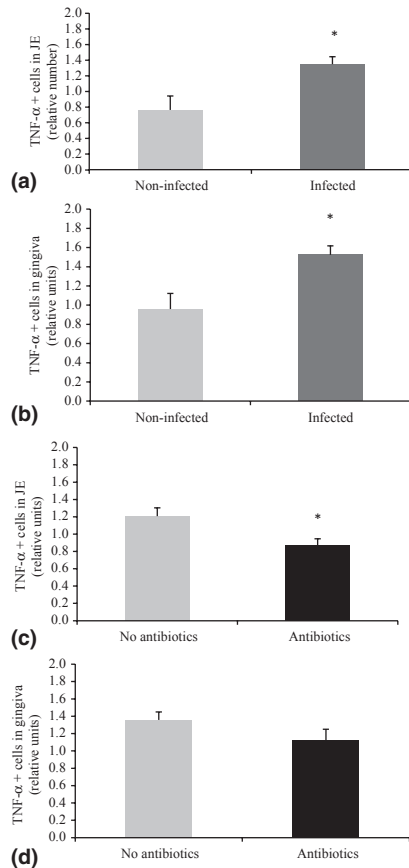 TNF-α + cells in JE
(relative number)
2.0
1.8
1.6
1.4
1.2
1.0
0.8
0.6
0.4
0.2
0.0
*
Non-infected Infected
(a)
TNF-α + cells in gingiva
(relative units)
2.0
1.8
1.6
1.4
1.2
1.0
0.8
0.6
0.4
0.2
0.0
*
Non-infected Infected
(b)
TNF-α + cells in JE
(relative units)
2.0
1.8
1.6
1.4
1.2
1.0
0.8
0.6
0.4
0.2
0.0
*
No antibiotics Antibiotics
(c)
TNF-α + cells in gingiva
(relative units)
2.0
1.8
1.6
1.4
1.2
1.0
0.8
0.6
0.4
0.2
0.0
No antibiotics Antibiotics
(d)